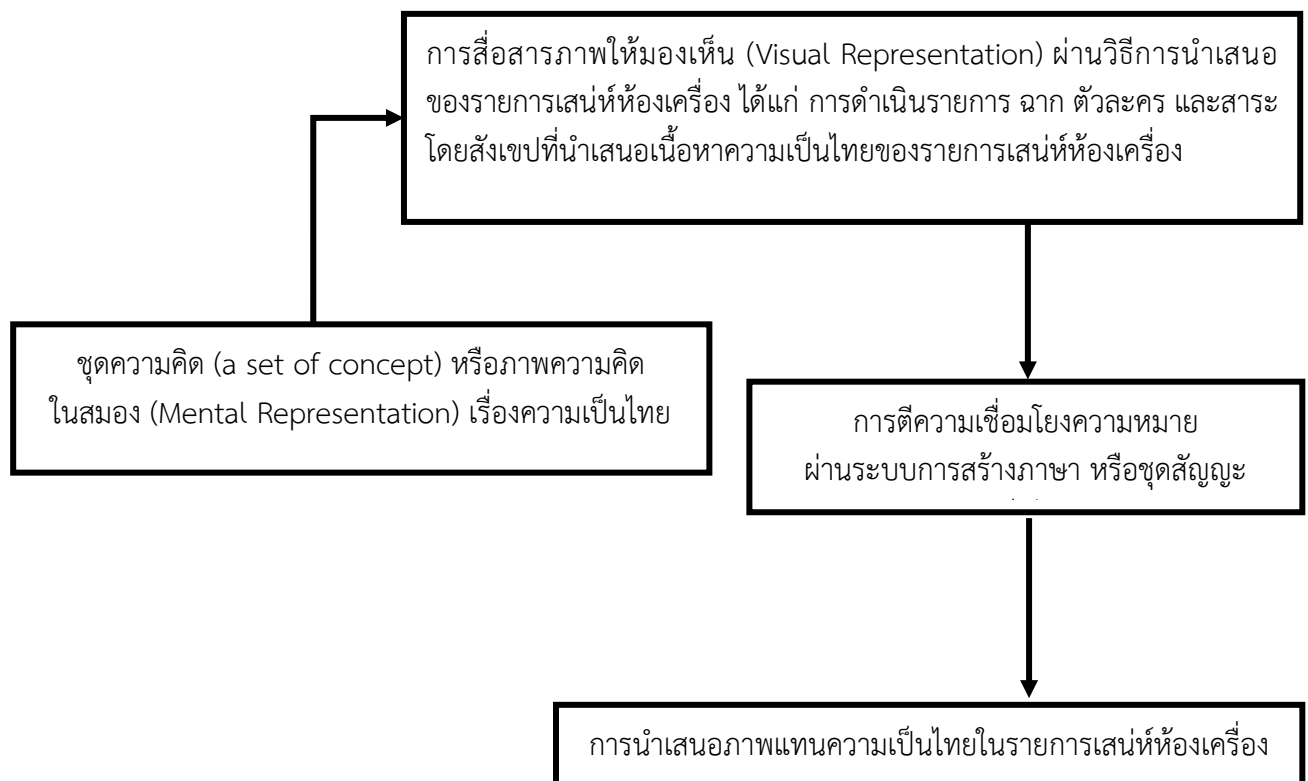 การสื่อสารภาพให้มองเห็น (Visual Representation) ผ่านวิธีการนำเสนอ
ของรายการเสน่ห์ห้องเครื่อง ได้แก่ การดำเนินรายการ ฉาก ตัวละคร และสาระ
โดยสังเขปที่นำเสนอเนื้อหาความเป็นไทยของรายการเสน่ห์ห้องเครื่อง
ชุดความคิด (a set of concept) หรือภาพความคิด
ในสมอง (Mental Representation) เรื่องความเป็นไทย
การตีความเชื่อมโยงความหมาย
ผ่านระบบการสร้างภาษา หรือชุดสัญญะ
การนำเสนอภาพแทนความเป็นไทยในรายการเสน่ห์ห้องเครื่อง